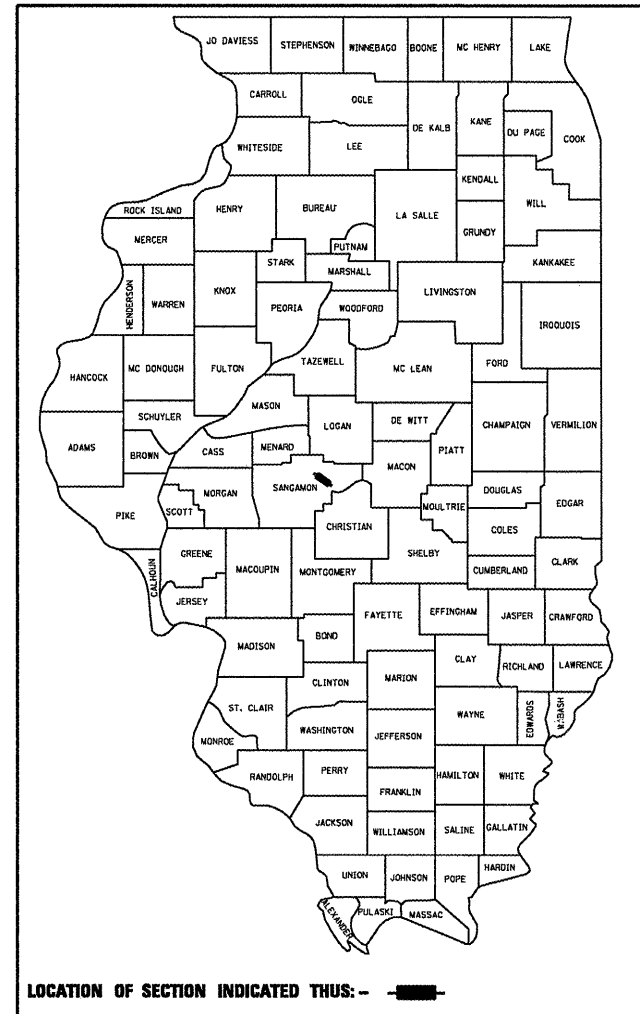 JO DAVIESS STEPHENSON WINNEBAGO BOONE MC HENRY LAKE
CARROLL OGLE DE KALB KANE DU PAGE COOK
WHITESIDE LEE KENDALL WILL
ROCK ISLAND HENRY BUREAU LA SALLE GRUNDY
MERCER PUTNAM KANKAKEE
STARK MARSHALL
HENDERSON WARREN KNOX PEORIA WOODFORD LIVINGSTON IROQUOIS
HANCOCK MC DONOUGH FULTON TAZEWELL MC LEAN FORD
SCHUYLER MASON LOGAN DE WITT CHAMPAIGN VERMILION
ADAMS BROWN CASS MENARD MACON PIATT
PIKE SCOTT MORGAN SANGAMON MOULTRIE DOUGLAS EDGAR
CHRISTIAN COLES
CALHOUN GREENE MACOUPIN MONTGOMERY SHELBY CUMBERLAND CLARK
JERSEY FAYETTE EFFINGHAM JASPER CRAWFORD
MADISON BOND CLAY RICHLAND LAWRENCE
ST. CLAIR CLINTON MARION WAYNE EDWARDS WABASH
MONROE WASHINGTON JEFFERSON
RANDOLPH PERRY HAMILTON WHITE
FRANKLIN
JACKSON WILLIAMSON SALINE GALLATIN
UNION JOHNSON POPE HARDIN
ALEXANDER PULASKI MASSAC
LOCATION OF SECTION INDICATED THUS:-